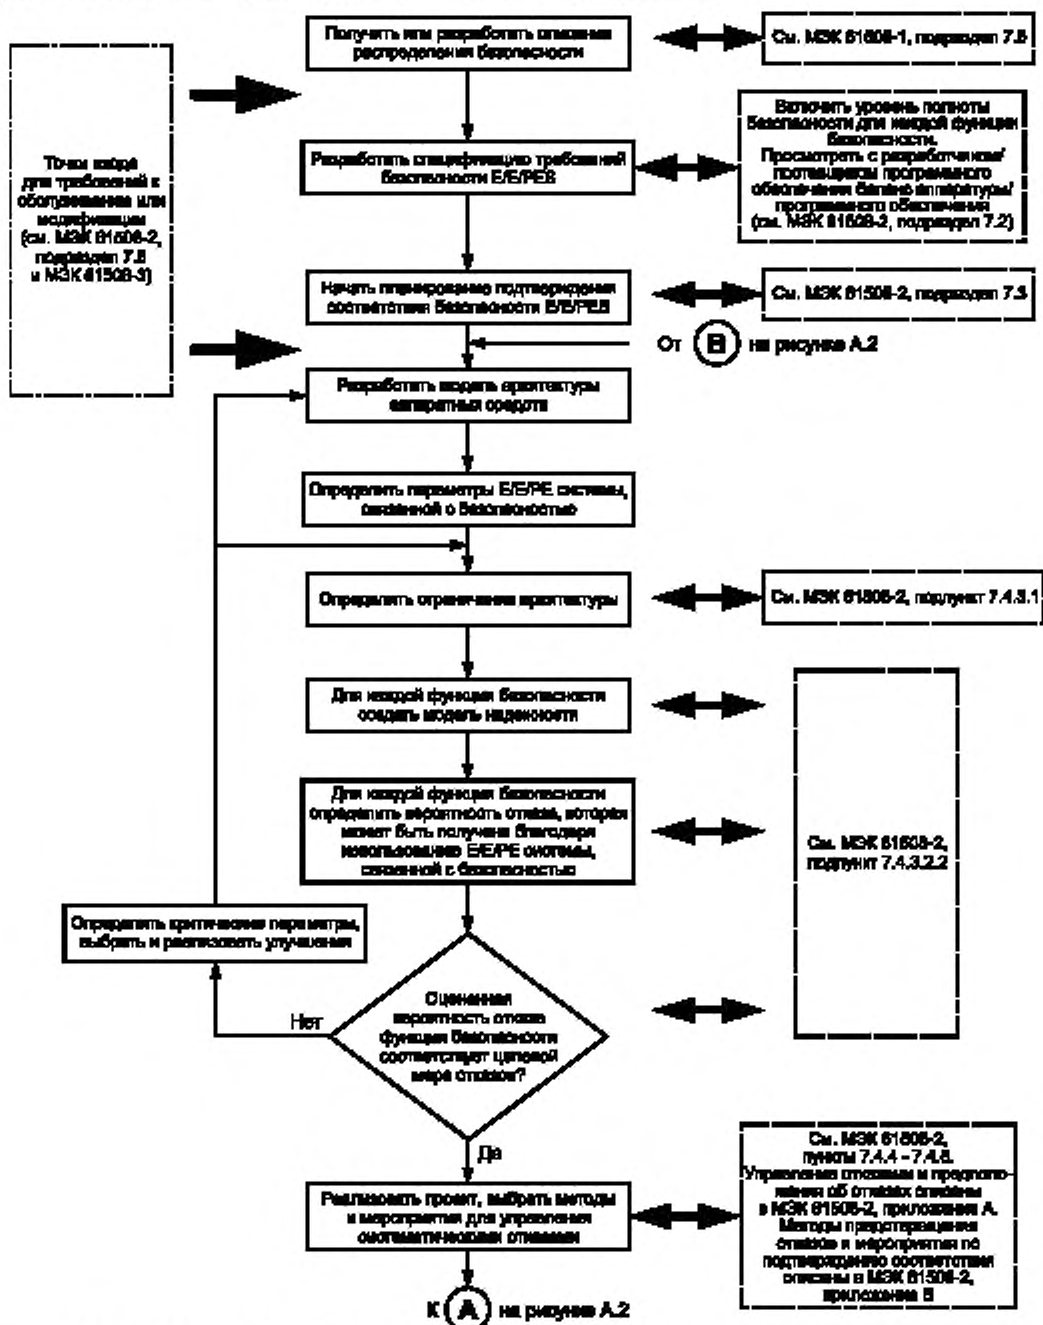 Получить или разработать описание
распределения безопасности
См. МЭК 61508-1, подраздел 7.6
Точки входа
для требований к
обслуживанию или
модификации
(см. МЭК 61508-2,
подраздел 7.8
и МЭК 61508-3)
Разработать спецификацию требований
безопасности E/E/PES
Включить уровень полноты
безопасности для каждой функции
безопасности.
Просмотреть с разработчиком/
поставщиком программного
обеспечения баланс аппаратуры/
программного обеспечения
(см. МЭК 61508-2, подраздел 7.2)
Начать планирование подтверждения
соответствия безопасности E/E/PES
См. МЭК 61508-2, подраздел 7.3
От B на рисунке А.2
Разработать модель архитектуры
аппаратных средств
Определить параметры E/E/PE системы,
связанной с безопасностью
Определить ограничения архитектуры
См. МЭК 61508-2, подпункт 7.4.3.1
Для каждой функции безопасности
создать модель надежности
Для каждой функции безопасности
определить вероятность отказа, которая
может быть получена благодаря
использованию E/E/PE системы,
связанной с безопасностью
См. МЭК 61508-2,
подпункт 7.4.3.2.2
Определить критические параметры,
выбрать и реализовать улучшения
Оцененная
вероятность отказа
функции безопасности
соответствует целевой
мере отказов?
Нет
Да
Реализовать проект, выбрать методы
и мероприятия для управления
систематическими отказами
См. МЭК 61508-2,
пункты 7.4.4 - 7.4.8.
Управление отказами и предполо-
жения об отказах описаны
в МЭК 61508-2, приложение А.
Методы предотвращения
отказов и мероприятия по
подтверждению соответствия
описаны в МЭК 61508-2,
приложение В
К A на рисунке А.2